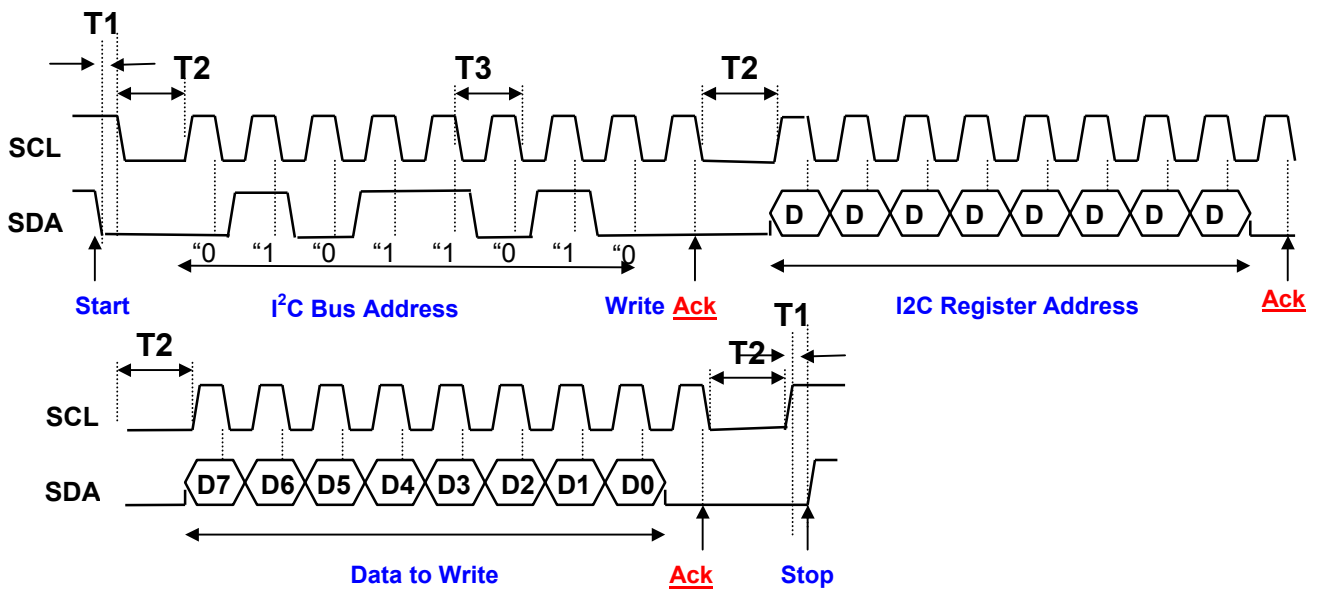 T1
T2 T3 T2
SCL
SDA D D D D D D D D
“0 “1 “0 “1 “1 “0 “1 “0
Start I²C Bus Address Write Ack I2C Register Address Ack
T1
T2 T2
SCL
SDA D7 D6 D5 D4 D3 D2 D1 D0
Data to Write Ack Stop